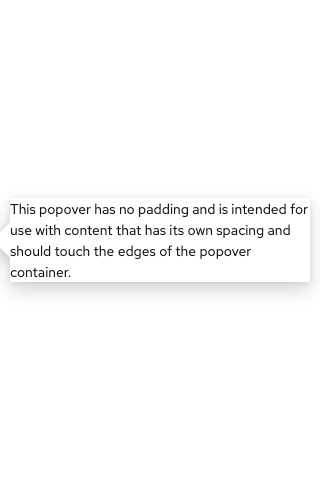 This popover has no padding and is intended for
use with content that has its own spacing and
should touch the edges of the popover
container.